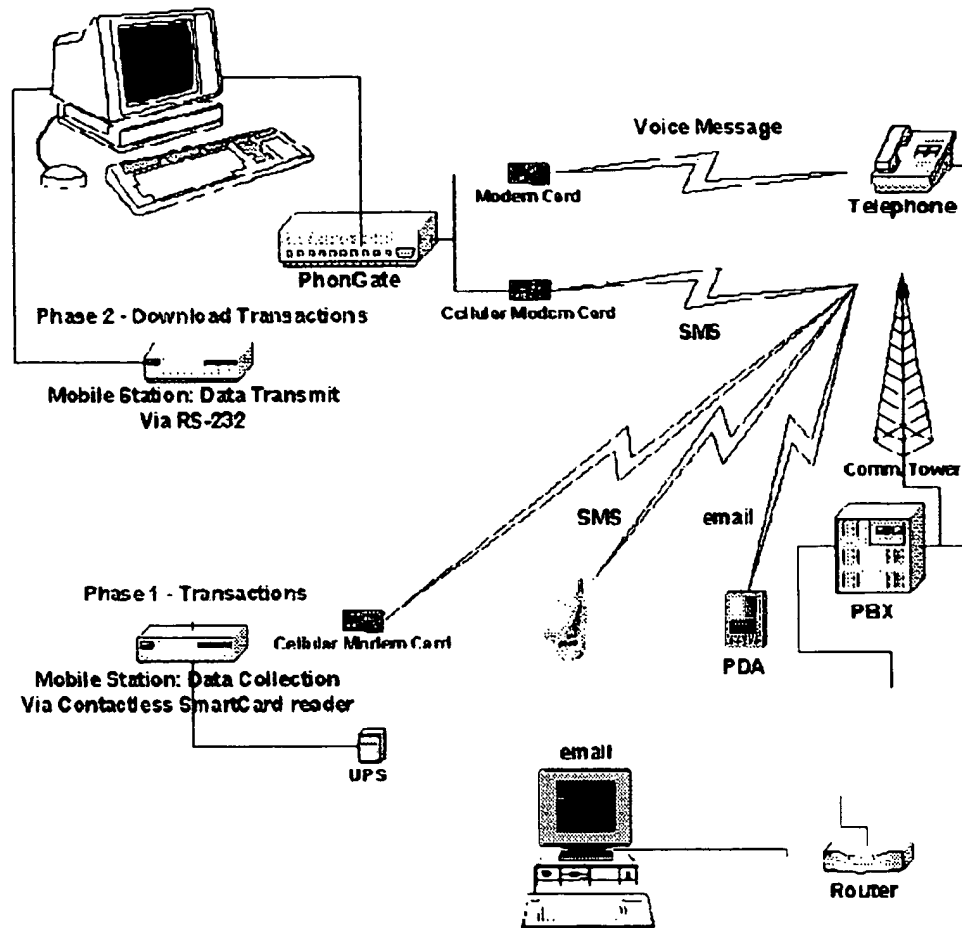 Voice Message
Modem Card
Telephone
PhonGate
Cellular Modem Card
SMS
Phase 2 - Download Transactions
Mobile Station: Data Transmit
Via RS-232
Comm. Tower
SMS
email
Phase 1 - Transactions
Cellular Modem Card
PBX
PDA
Mobile Station: Data Collection
Via Contactless SmartCard reader
UPS
email
Router